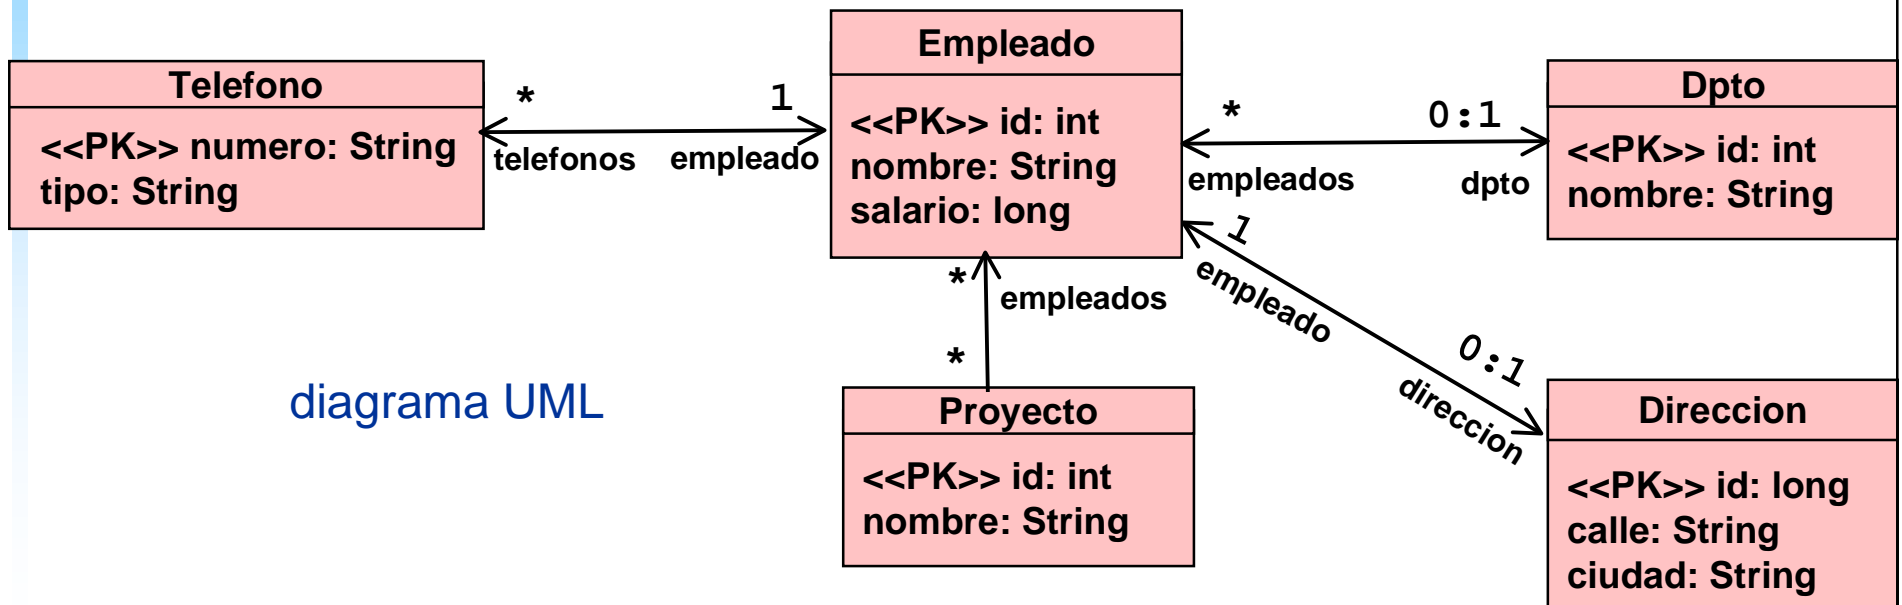 Telefono
<<PK>> numero: String
tipo: String
*
1
telefonos
empleado
Empleado
<<PK>> id: int
nombre: String
salario: long
*
0:1
empleados
dpto
Dpto
<<PK>> id: int
nombre: String
1
empleado
0:1
direccion
*
empleados
*
diagrama UML
Proyecto
<<PK>> id: int
nombre: String
Direccion
<<PK>> id: long
calle: String
ciudad: String